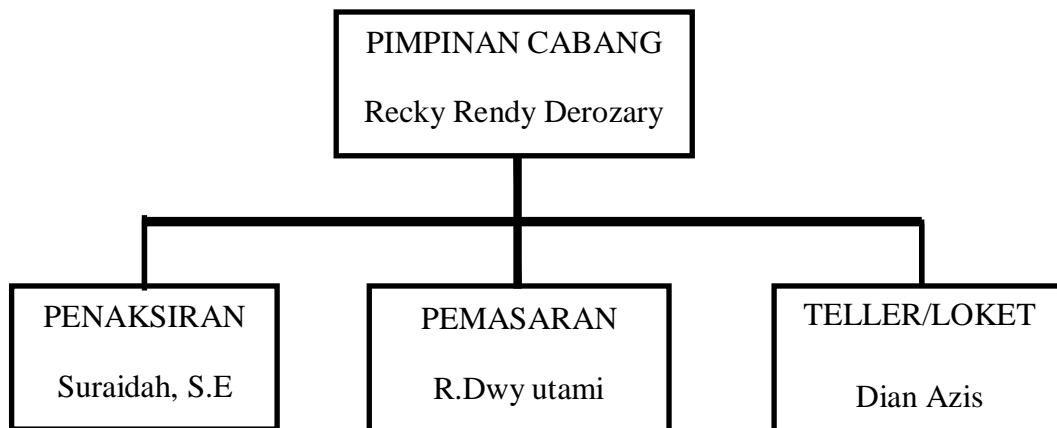 PIMPINAN CABANG
Recky Rendy Derozary
PENAKSIRAN
Suraidah, S.E
PEMASARAN
R.Dwy utami
TELLER/LOKET
Dian Azis